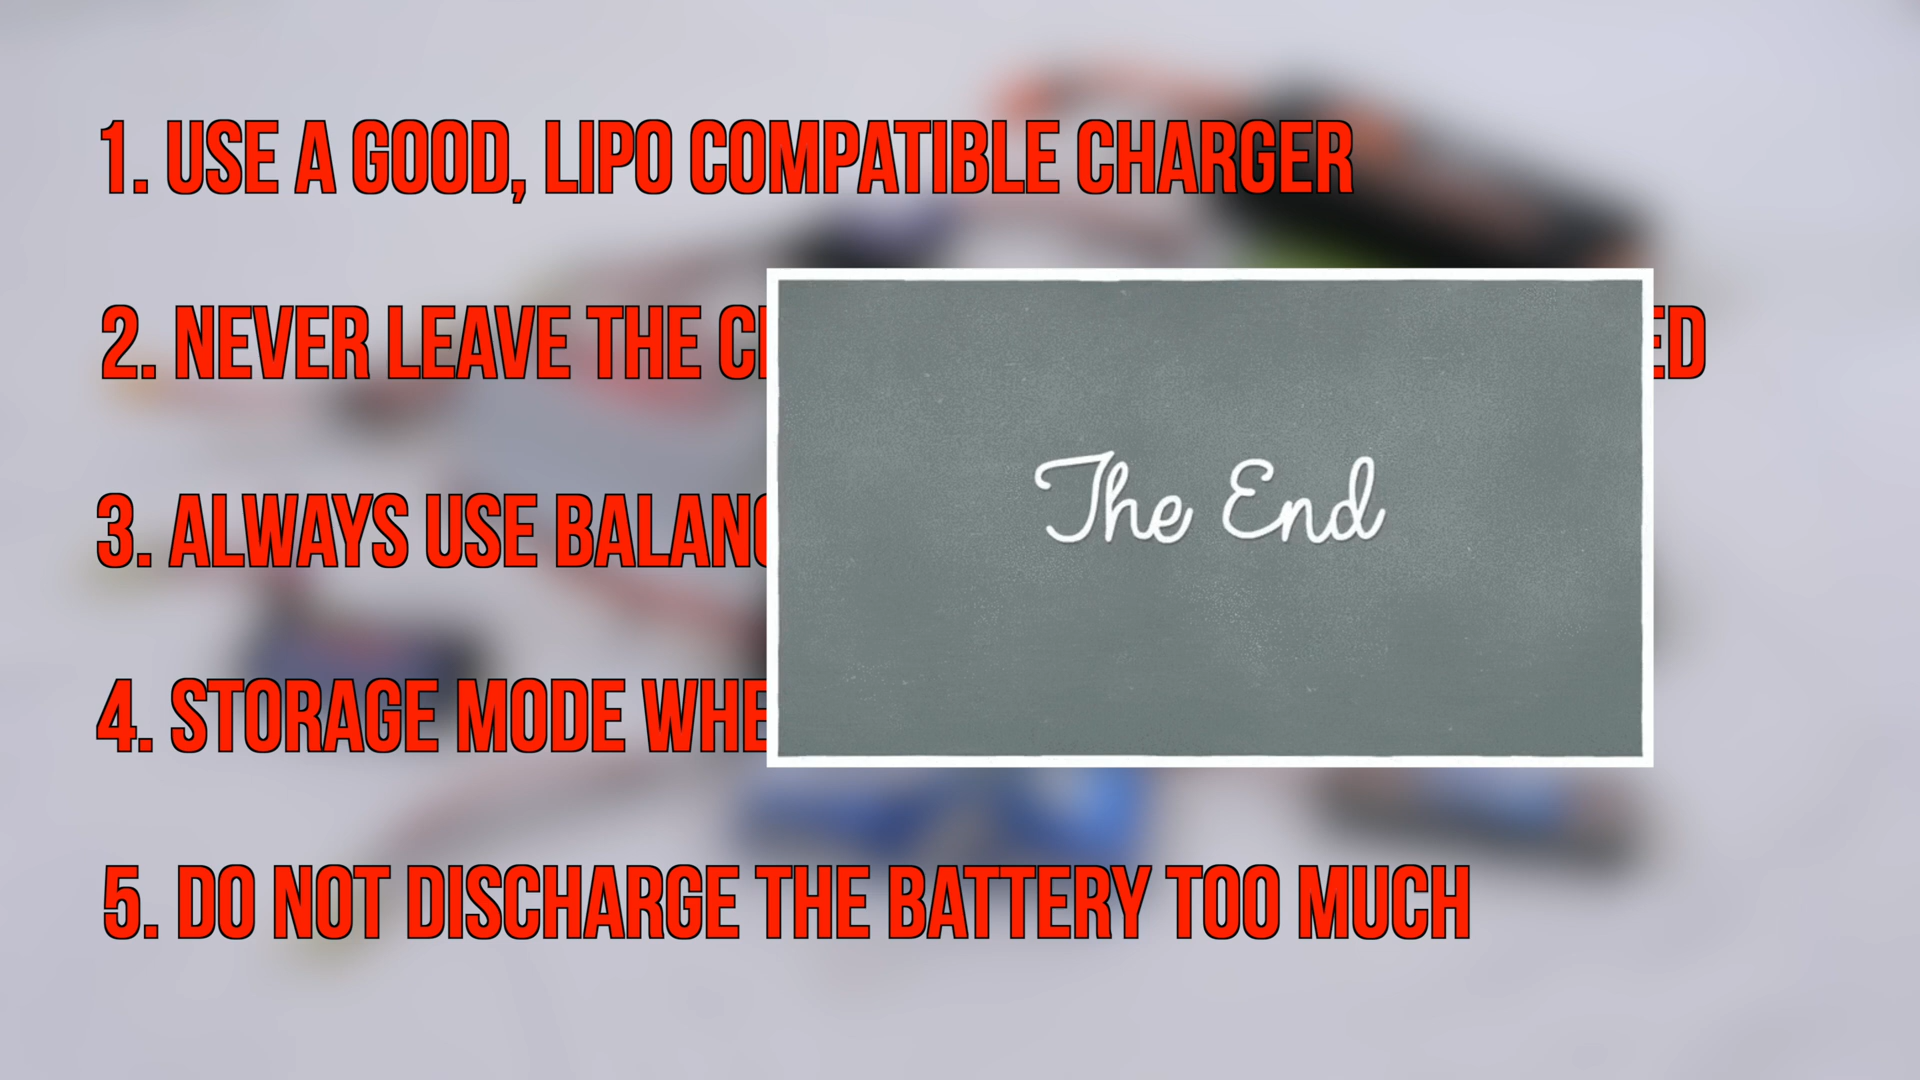 1. USE A GOOD, LIPO COMPATIBLE CHARGER
2. NEVER LEAVE THE
3. ALWAYS USE
The End
4. STORAGE MODE
5. DO NOT DISCHARGE THE BATTERY TOO MUCH